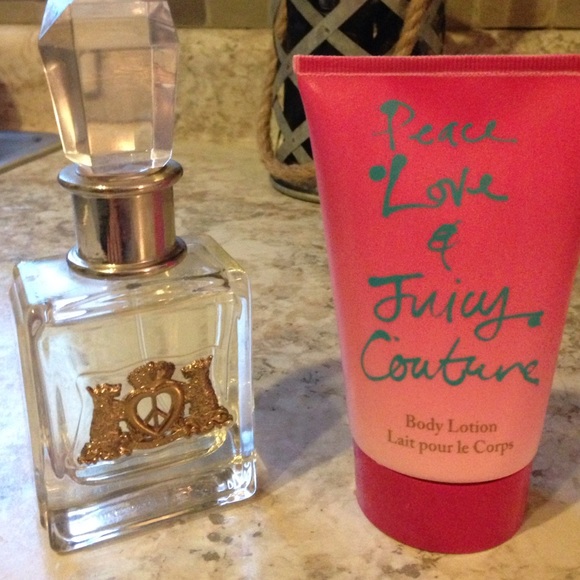 Peace
Love
&
Juicy
Couture
Body Lotion
Lait pour le Corps